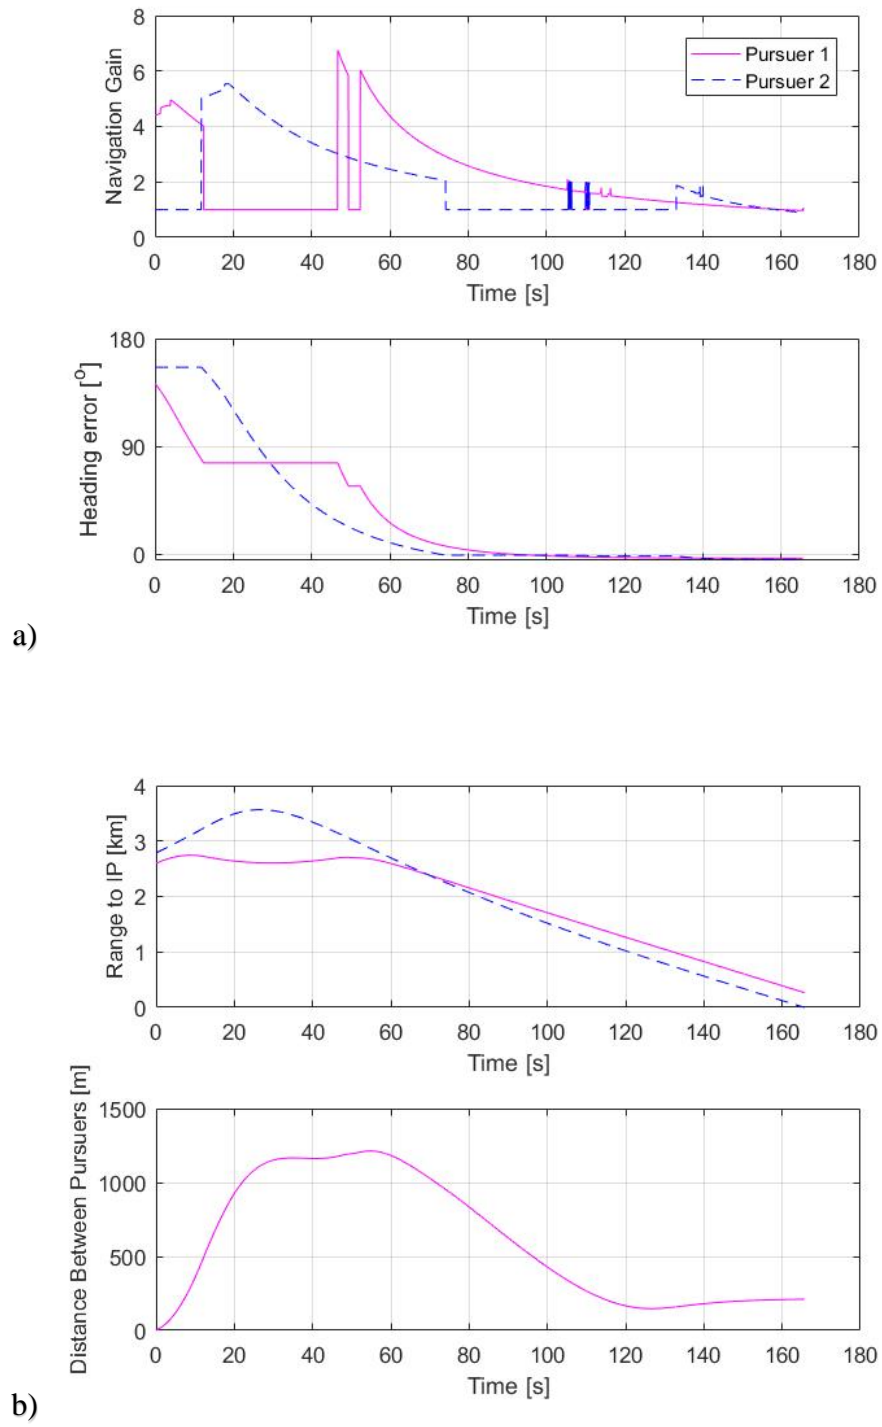 8
6
4
2
0
Navigation Gain
Pursuer 1
Pursuer 2
0 20 40 60 80 100 120 140 160 180
Time [s]
180
90
0
Heading error [º]
0 20 40 60 80 100 120 140 160 180
Time [s]
a)
4
3
2
1
0
Range to IP [km]
0 20 40 60 80 100 120 140 160 180
Time [s]
1500
1000
500
0
Distance Between Pursuers [m]
0 20 40 60 80 100 120 140 160 180
Time [s]
b)